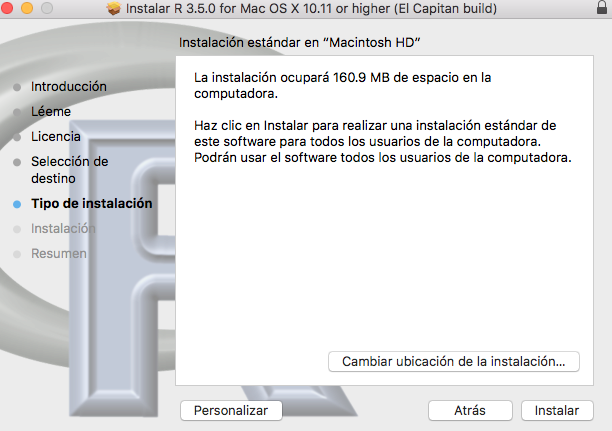 Instalar R 3.5.0 for Mac OS X 10.11 or higher (El Capitan build)
Instalación estándar en “Macintosh HD”
Introducción
Léeme
Licencia
Selección de
destino
Tipo de instalación
Instalación
Resumen
La instalación ocupará 160.9 MB de espacio en la
computadora.
Haz clic en Instalar para realizar una instalación estándar de
este software para todos los usuarios de la computadora.
Podrán usar el software todos los usuarios de la computadora.
Cambiar ubicación de la instalación...
Personalizar
Atrás
Instalar